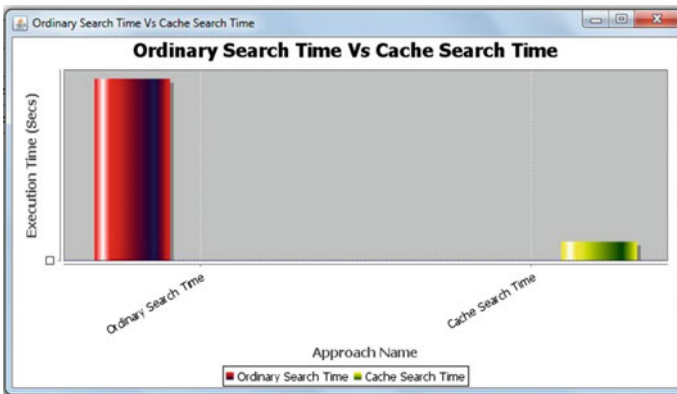 Ordinary Search Time Vs Cache Search Time
Ordinary Search Time Vs Cache Search Time
Execution Time (Secs)
Ordinary Search Time
Cache Search Time
Approach Name
Ordinary Search Time Cache Search Time